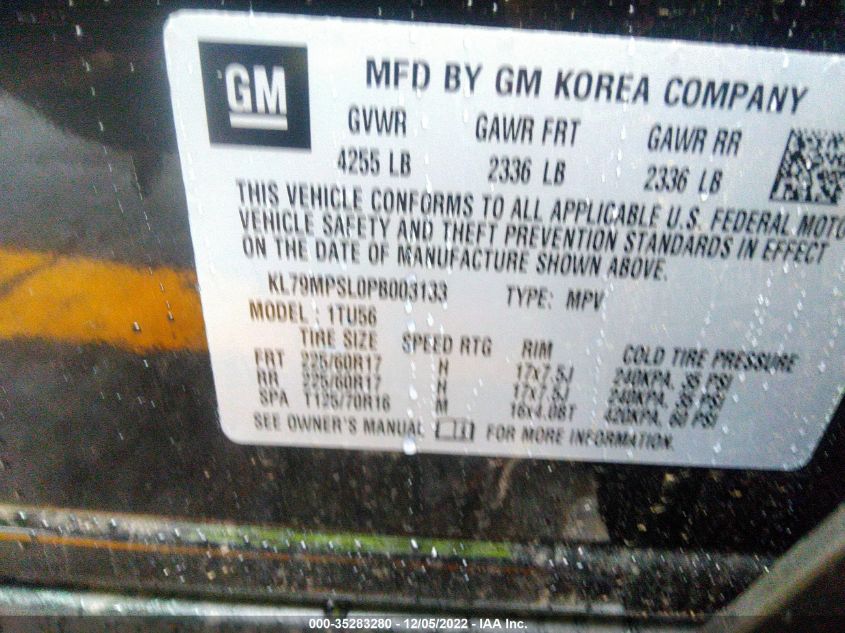 GM
MFD BY GM KOREA COMPANY
GVWR GAWR FRT GAWR RR
4255 LB 2336 LB 2336 LB
THIS VEHICLE CONFORMS TO ALL APPLICABLE U.S. FEDERAL MOTO
VEHICLE SAFETY AND THEFT PREVENTION STANDARDS IN EFFECT
ON THE DATE OF MANUFACTURE SHOWN ABOVE.
KL79MPSL0PB003133 TYPE: MPV
MODEL : 1TU56
TIRE SIZE SPEED RTG RIM COLD TIRE PRESSURE
FRT 225/60R17 H 17x7.5J 240KPA, 35 PSI
RR 225/60R17 H 17x7.5J 240KPA, 35 PSI
SPA T125/70R16 M 16x4.0BT 420KPA, 60 PSI
SEE OWNER'S MANUAL FOR MORE INFORMATION.
000-35283280 - 12/05/2022 - IAA Inc.